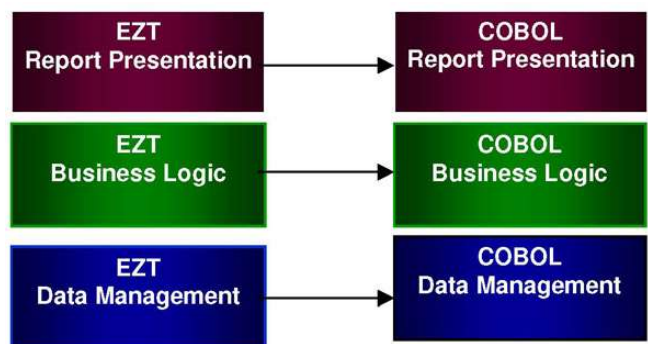 EZT
Report Presentation
COBOL
Report Presentation
EZT
Business Logic
COBOL
Business Logic
EZT
Data Management
COBOL
Data Management